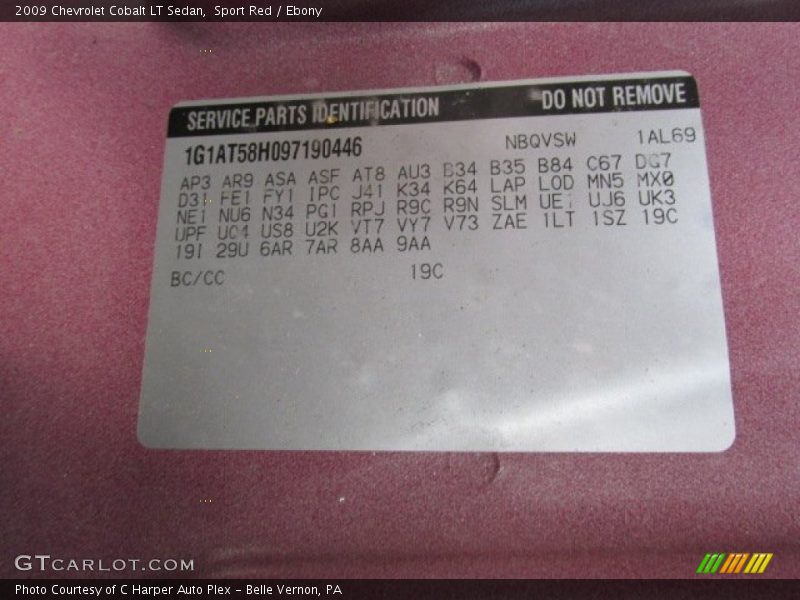 2009 Chevrolet Cobalt LT Sedan, Sport Red / Ebony
SERVICE PARTS IDENTIFICATION DO NOT REMOVE
1G1AT58H097190446 NBQVSW 1AL69
AP3 AR9 ASA ASF AT8 AU3 B34 B35 B84 C67 DG7
D31 FE1 FY1 IPC J41 K34 K64 LAP LOD MN5 MX0
NE1 NU6 N34 PG1 RPJ R9C R9N SLM UE1 UJ6 UK3
UPF UC4 US8 U2K VT7 VY7 V73 ZAE 1LT 1SZ 19C
19I 29U 6AR 7AR 8AA 9AA
BC/CC 19C
GTCARLOT.COM
Photo Courtesy of C Harper Auto Plex - Belle Vernon, PA